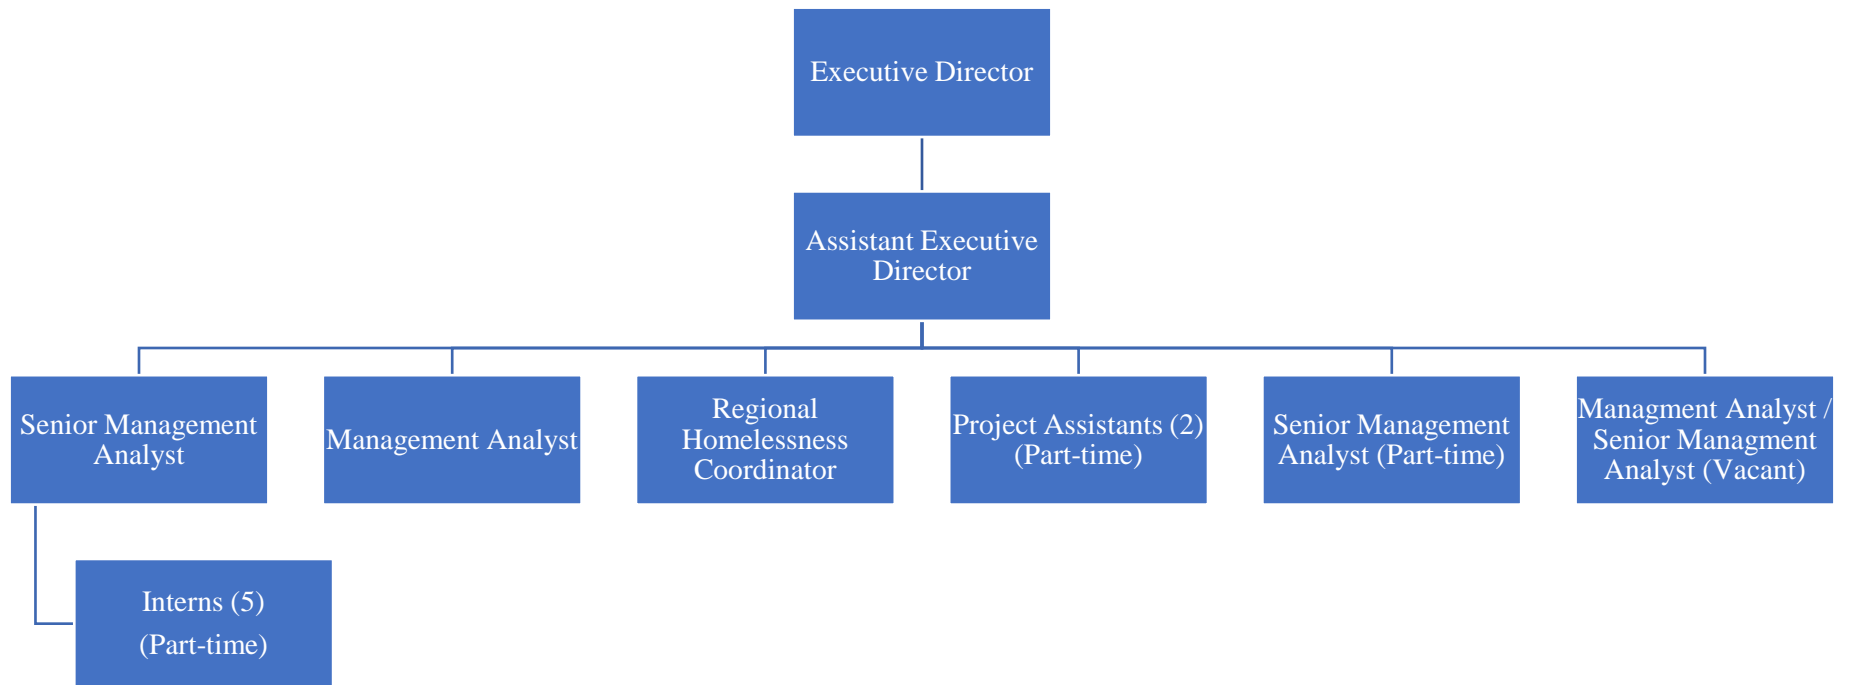 Executive Director
Assistant Executive
Director
Senior Management
Analyst
Management Analyst
Regional
Homelessness
Coordinator
Project Assistants (2)
(Part-time)
Senior Management
Analyst (Part-time)
Managment Analyst /
Senior Managment
Analyst (Vacant)
Interns (5)
(Part-time)